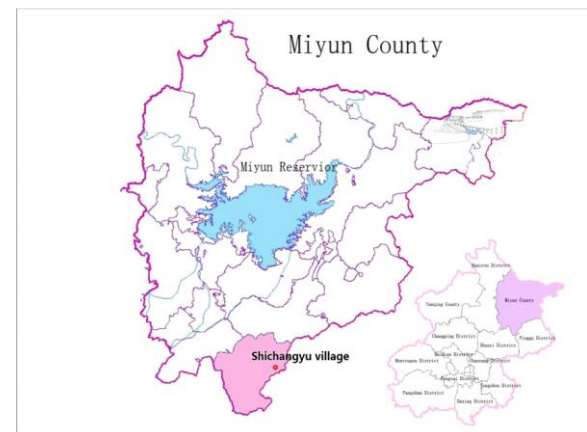 Miyun County
Miyun Reservior
Shichangyu village
Miyun County
Yanqing County
Changping District
Shunyi District
Pinggu District
Haidian District
Chaoyang District
Mentougou District
Fengtai District
Tongzhou District
Fangshan District
Daxing District